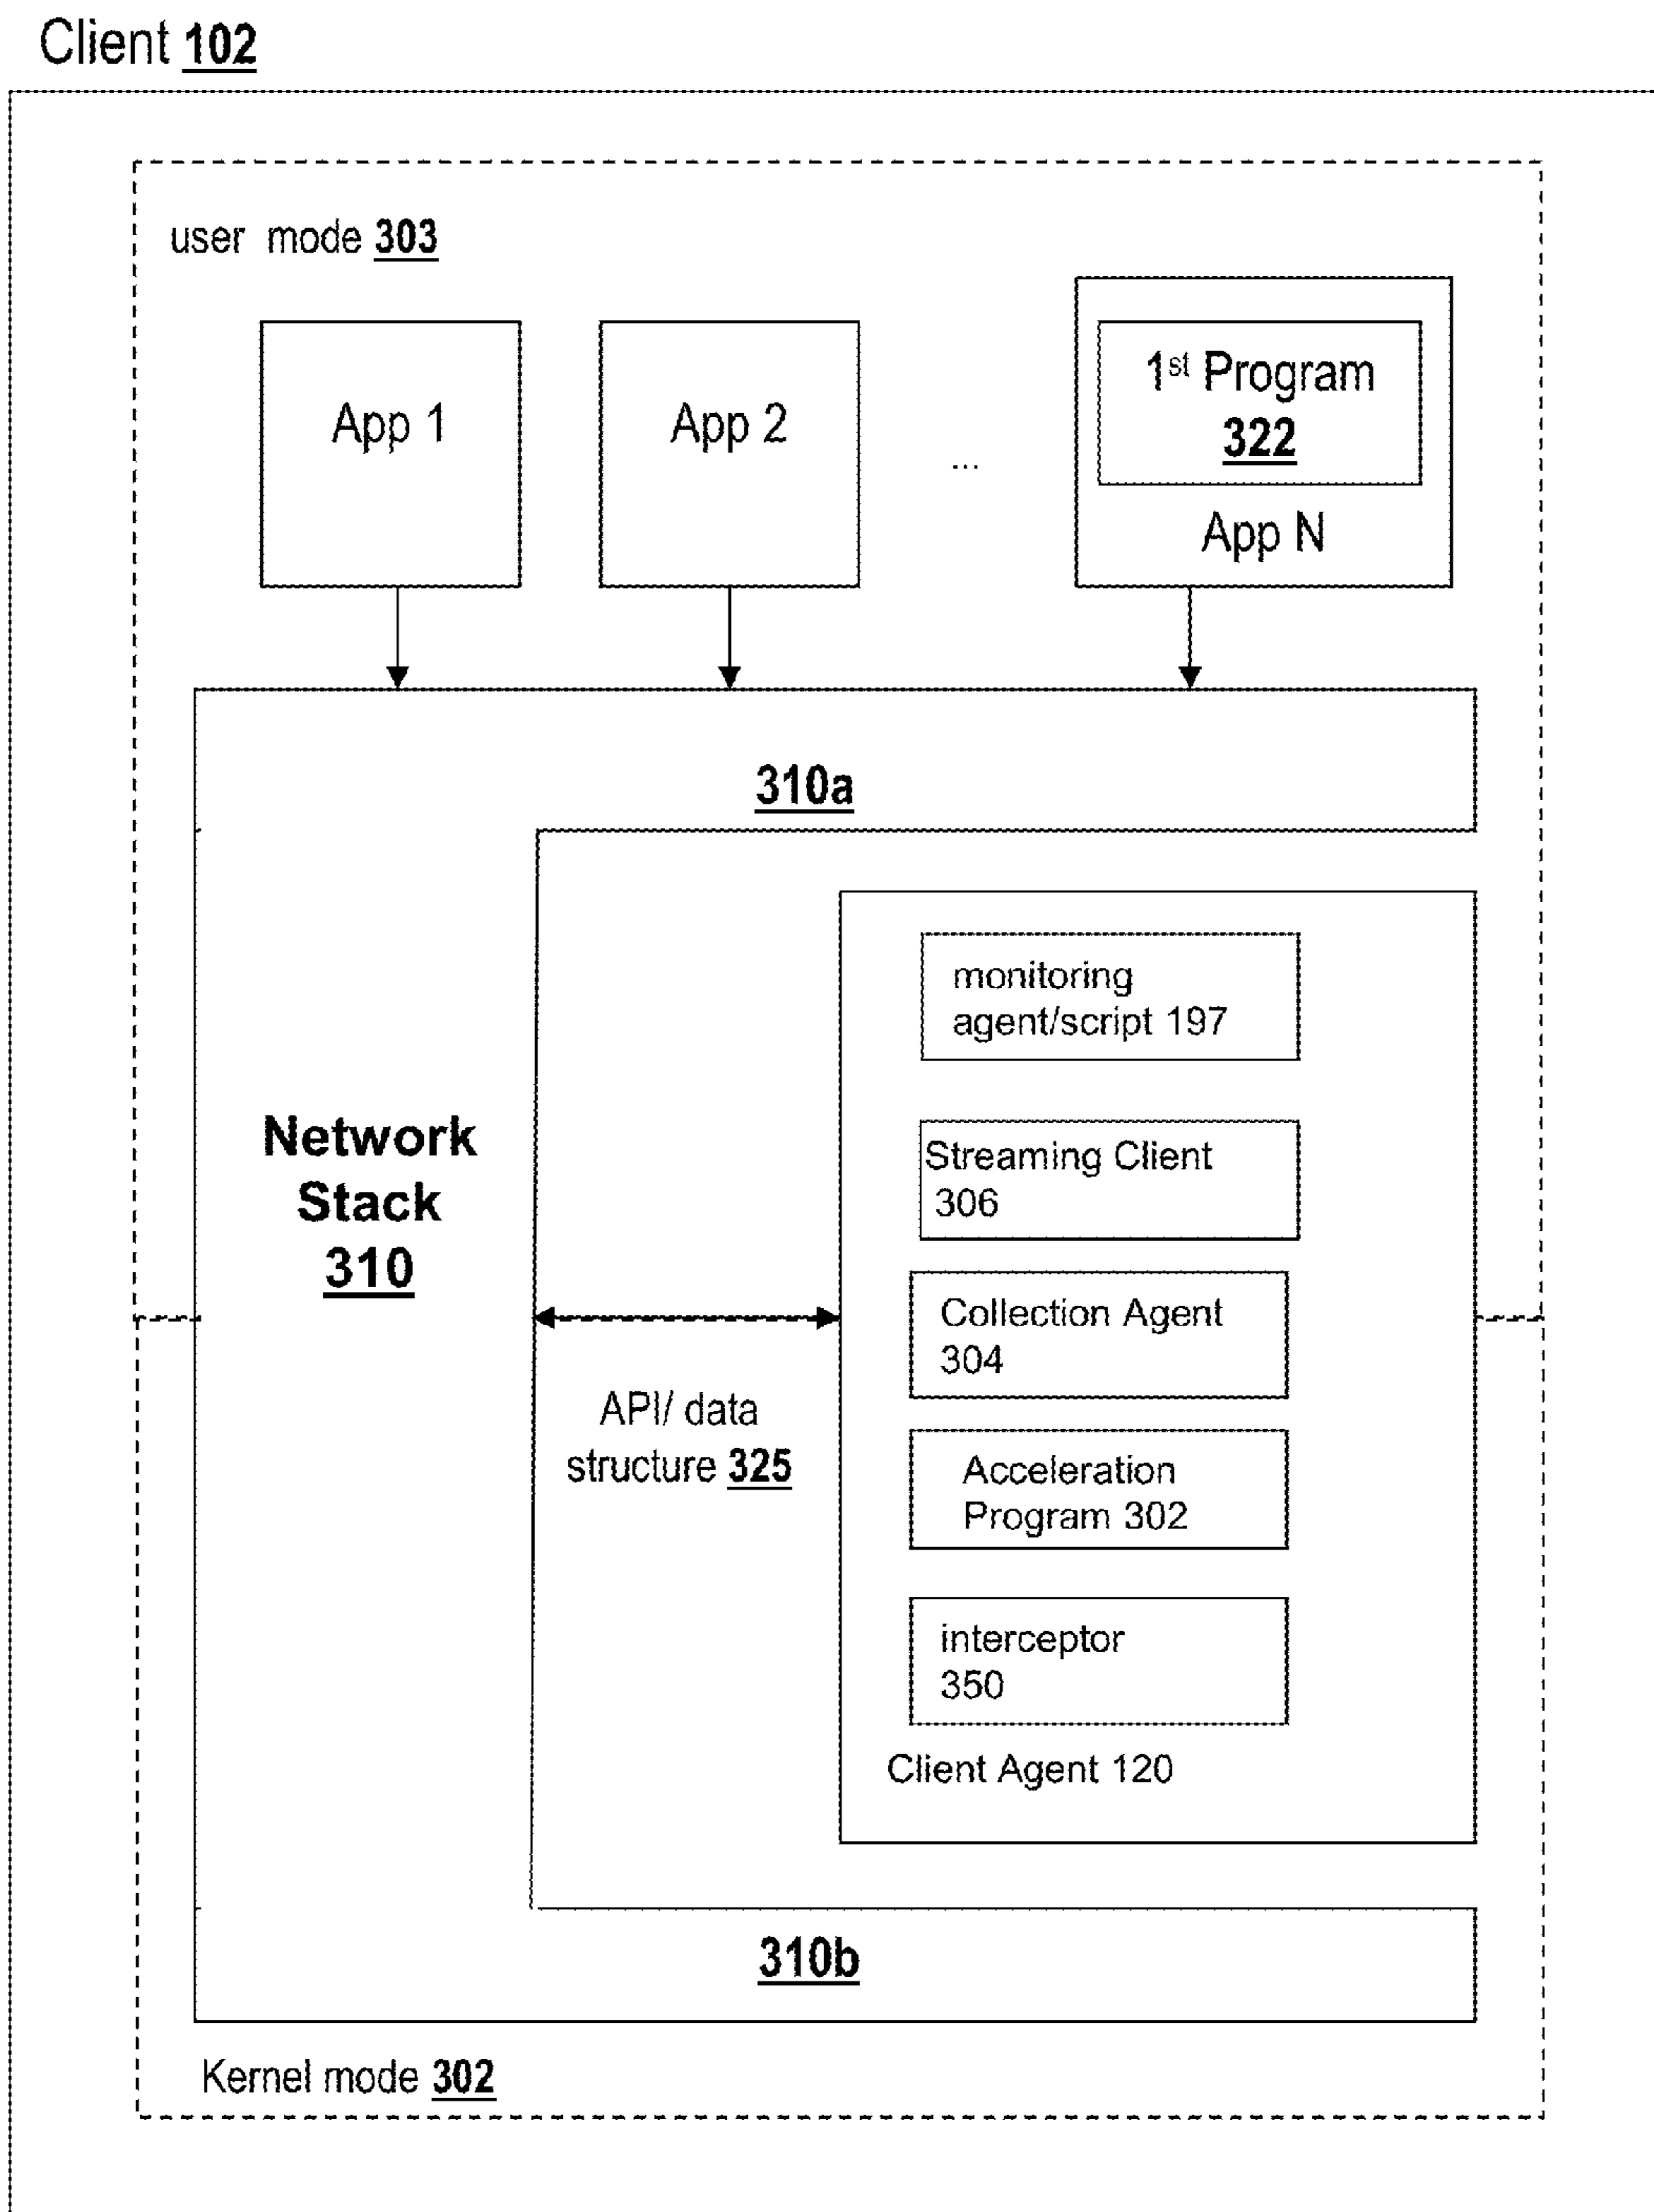 Client 102
user mode 303
App 1
App 2
...
1st Program
322
App N
310a
Network
Stack
310
API/ data
structure 325
monitoring
agent/script 197
Streaming Client
306
Collection Agent
304
Acceleration
Program 302
interceptor
350
Client Agent 120
310b
Kernel mode 302